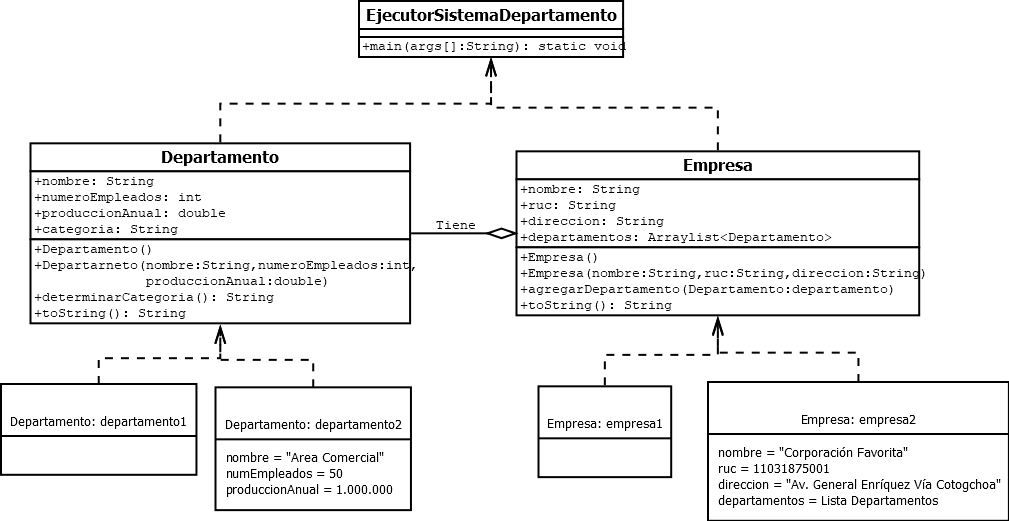 EjecutorSistemaDepartamento
+main(args[]:String): static void
Departamento
+nombre: String
+numeroEmpleados: int
+produccionAnual: double
+categoria: String
+Departamento()
+Departarneto(nombre:String,numeroEmpleados:int,
produccionAnual:double)
+determinarCategoria(): String
+toString(): String
Tiene
Empresa
+nombre: String
+ruc: String
+direccion: String
+departamentos: Arraylist<Departamento>
+Empresa()
+Empresa(nombre:String,ruc:String,direccion:String)
+agregarDepartamento(Departamento:departamento)
+toString(): String
Departamento: departamento1
Departamento: departamento2
nombre = "Area Comercial"
numEmpleados = 50
produccionAnual = 1.000.000
Empresa: empresa1
Empresa: empresa2
nombre = "Corporación Favorita"
ruc = 11031875001
direccion = "Av. General Enríquez Vía Cotogchoa"
departamentos = Lista Departamentos